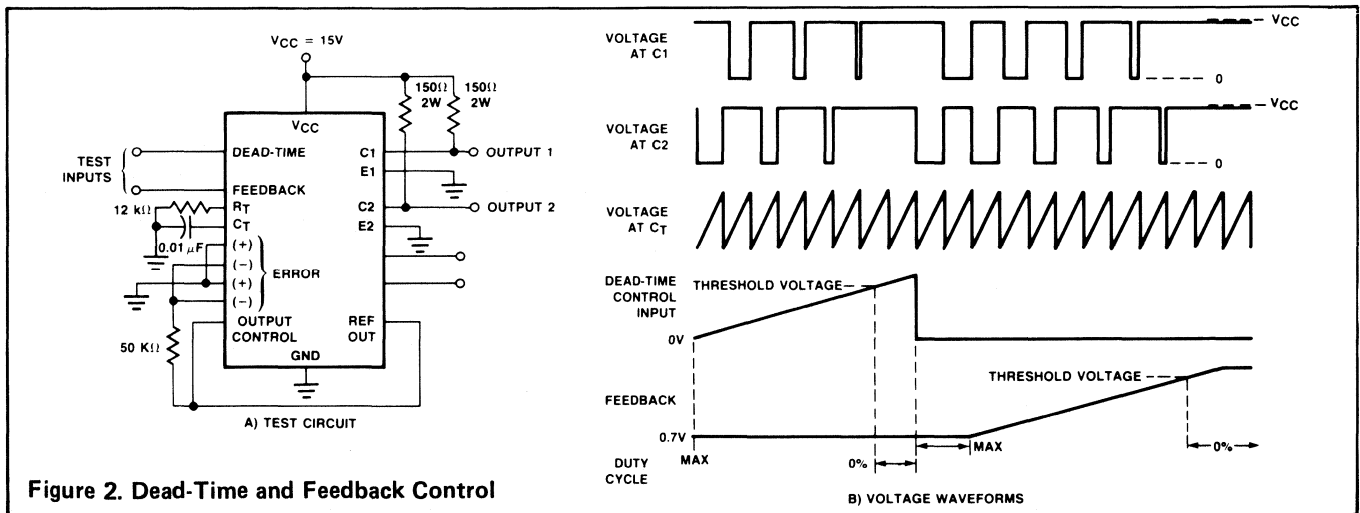 VCC = 15V
150Ω
2W
150Ω
2W
VCC
TEST
INPUTS
DEAD-TIME
FEEDBACK
12 kΩ
RT
CT
0.01 μF
(+)
(−)
(+)
(−)
ERROR
OUTPUT
CONTROL
50 KΩ
GND
C1
E1
C2
E2
REF
OUT
OUTPUT 1
OUTPUT 2
A) TEST CIRCUIT
Figure 2. Dead-Time and Feedback Control
VOLTAGE
AT C1
VCC
0
VOLTAGE
AT C2
VCC
0
VOLTAGE
AT CT
DEAD-TIME
CONTROL
INPUT
THRESHOLD VOLTAGE
0V
THRESHOLD VOLTAGE
FEEDBACK
0.7V
MAX
MAX
DUTY
CYCLE
0%
0%
B) VOLTAGE WAVEFORMS